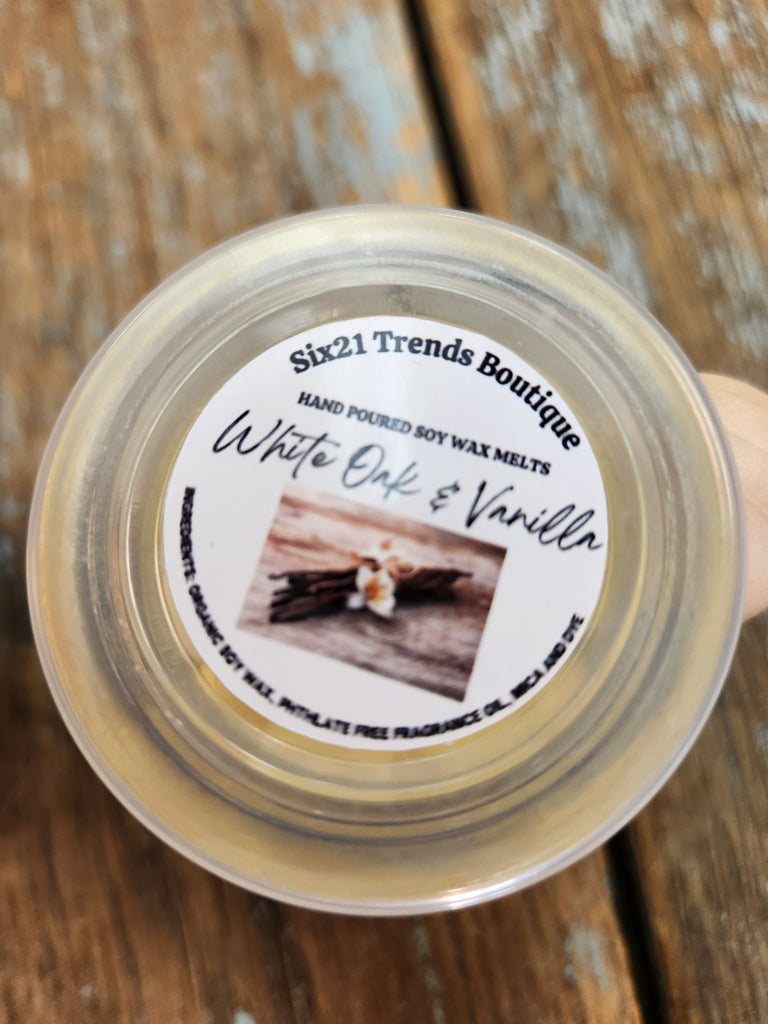 Six21 Trends Boutique
HAND POURED SOY WAX MELTS
White Oak & Vanilla
INGREDIENTS: ORGANIC SOY WAX, PHTHLATE FREE FRAGRANCE OIL, MICA AND DYE